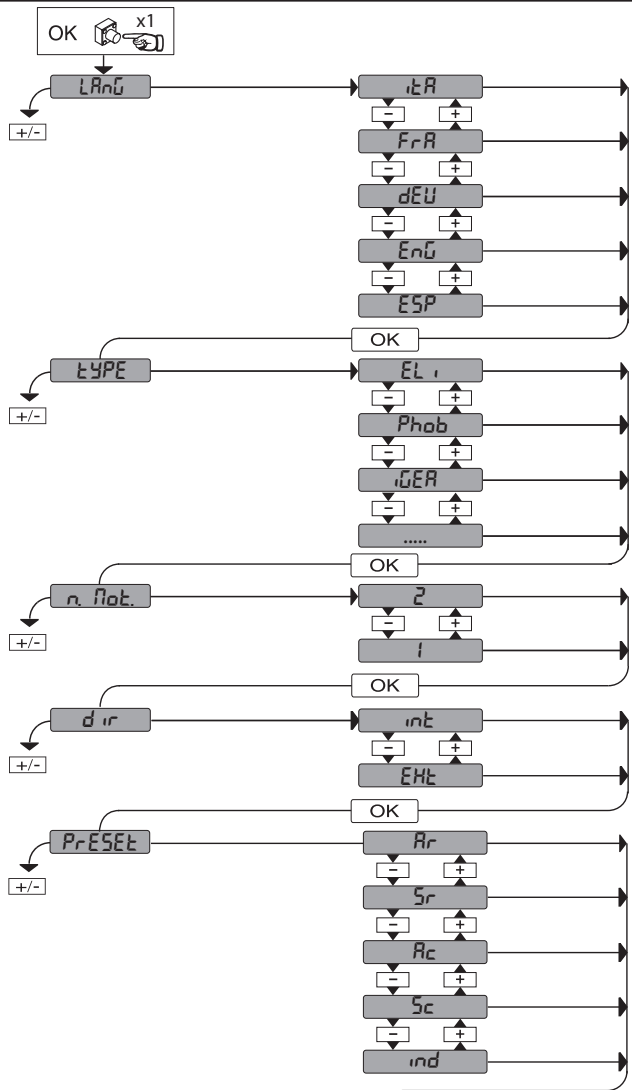 OK x1
LAnG
itA
+/-
- +
FrA
- +
dEU
- +
EnG
- +
ESP
OK
tYPE
ELi
+/-
- +
Phob
- +
iGEA
- +
.....
OK
n. Mot.
2
+/-
- +
1
OK
dir
int
+/-
- +
EHt
OK
PrESEt
Ar
+/-
- +
Sr
- +
Ac
- +
Sc
- +
ind